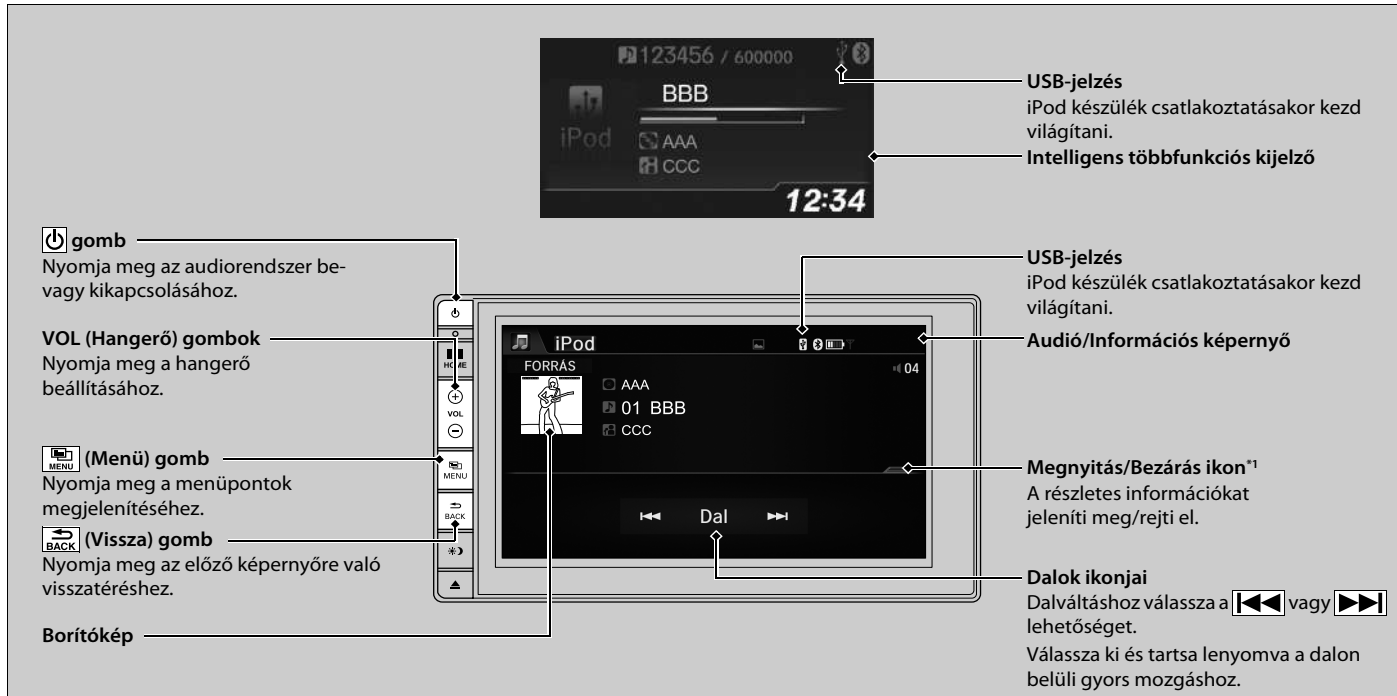 123456 / 600000
BBB
iPod
AAA
CCC
12:34
USB-jelzés
iPod készülék csatlakoztatásakor kezd
világítani.
Intelligens többfunkciós kijelző
gomb
Nyomja meg az audiorendszer be-
vagy kikapcsolásához.
VOL (Hangerő) gombok
Nyomja meg a hangerő
beállításához.
MENU (Menü) gomb
Nyomja meg a menüpontok
megjelenítéséhez.
BACK (Vissza) gomb
Nyomja meg az előző képernyőre való
visszatéréshez.
Borítókép
HOME
VOL
MENU
BACK
iPod
FORRÁS
04
AAA
01 BBB
CCC
Dal
USB-jelzés
iPod készülék csatlakoztatásakor kezd
világítani.
Audió/Információs képernyő
Megnyitás/Bezárás ikon*1
A részletes információkat
jeleníti meg/rejti el.
Dalok ikonjai
Dalváltáshoz válassza a vagy
lehetőséget.
Válassza ki és tartsa lenyomva a dalon
belüli gyors mozgáshoz.